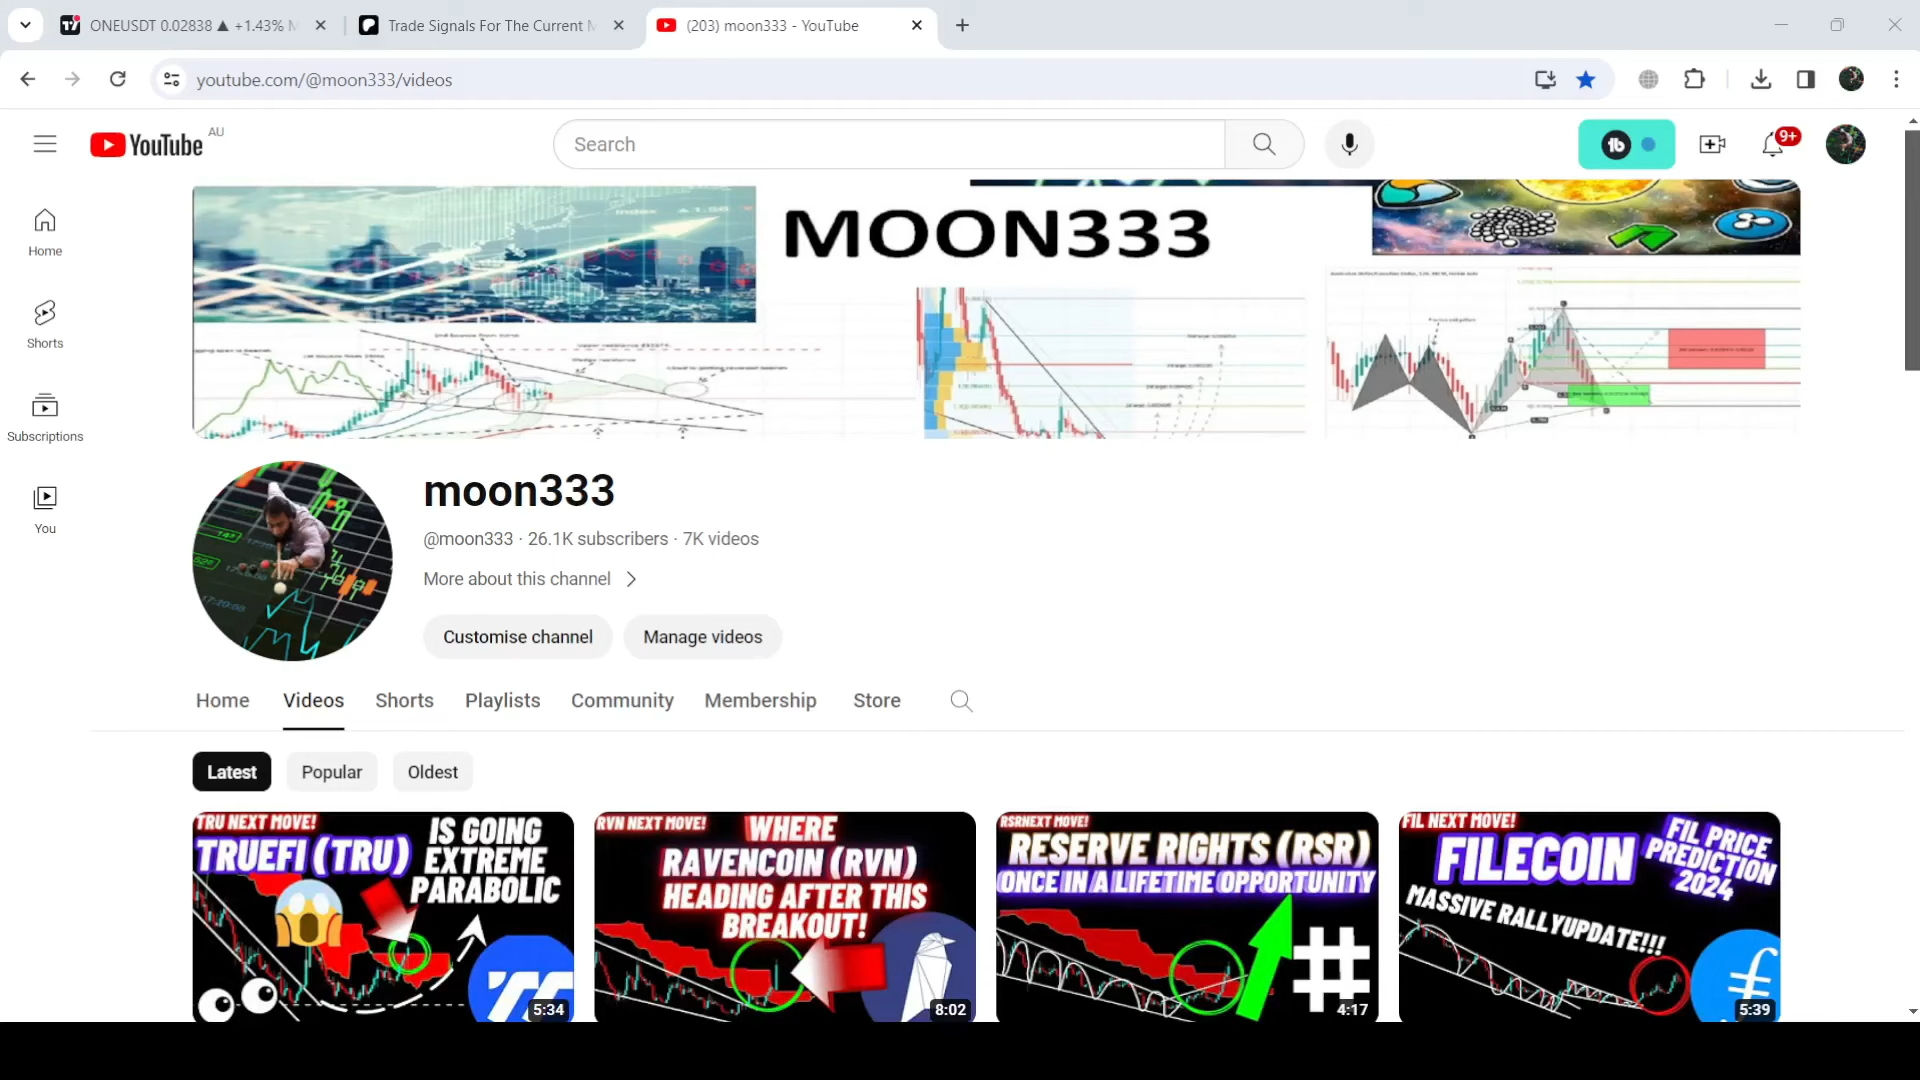 ONEUSDT 0.02838 ▲ +1.43%
Trade Signals For The Current M
(203) moon333 - YouTube
youtube.com/@moon333/videos
YouTube AU
Search
9+
Home
Shorts
Subscriptions
You
MOON333
moon333
@moon333 · 26.1K subscribers · 7K videos
More about this channel
Customise channel
Manage videos
Home
Videos
Shorts
Playlists
Community
Membership
Store
Latest
Popular
Oldest
TRU NEXT MOVE!
TRUEFI (TRU)
IS GOING
EXTREME
PARABOLIC
5:34
RVN NEXT MOVE!
WHERE
RAVENCOIN (RVN)
HEADING AFTER THIS
BREAKOUT!
8:02
RSRNEXT MOVE!
RESERVE RIGHTS (RSR)
ONCE IN A LIFETIME OPPORTUNITY
4:17
FIL NEXT MOVE!
FILECOIN
FIL PRICE
PREDICTION
2024
MASSIVE RALLYUPDATE!!!
5:39